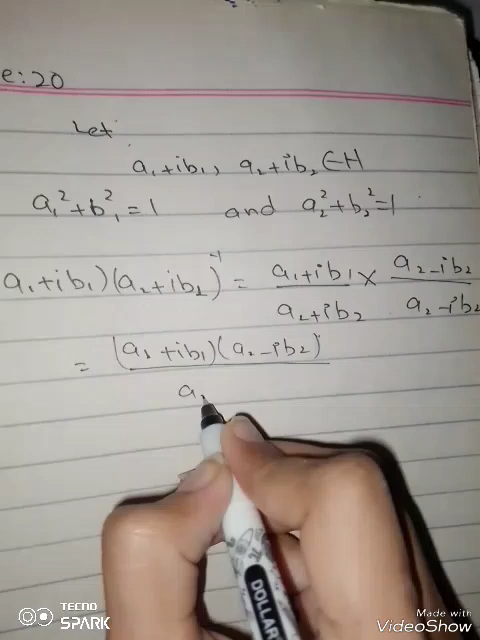 e:20
Let
a₁+ib₁, a₂+ib₂ ∈ H
a₁²+b₁²=1 and a₂²+b₂²=1
a₁+ib₁)(a₂+ib₂)⁻¹ = a₁+ib₁/a₂+ib₂ × a₂-ib₂/a₂-ib₂
= (a₁+ib₁)(a₂-ib₂)/a₂
DOLLAR
TECNO
SPARK
Made with
VideoShow